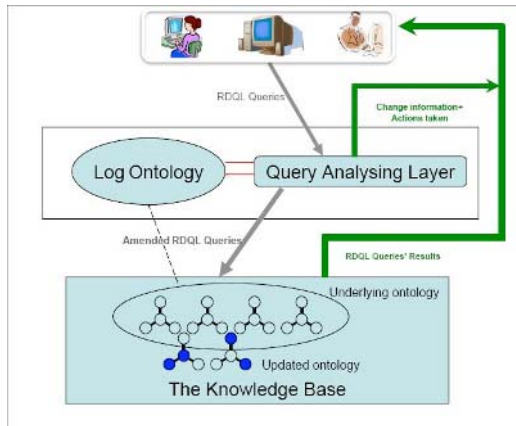 RDQL Queries
Change information+
Actions taken
Log Ontology
Query Analysing Layer
Amended RDQL Queries
RDQL Queries' Results
Underlying ontology
Updated ontology
The Knowledge Base